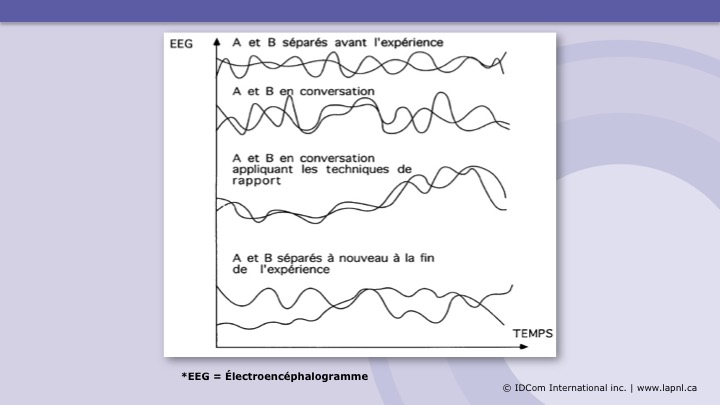 EEG
A et B séparés avant l'expérience
A et B en conversation
A et B en conversation
appliquant les techniques de
rapport
A et B séparés à nouveau à la fin
de l'expérience
TEMPS
*EEG = Électroencéphalogramme
© IDCom International inc. | www.lapnl.ca